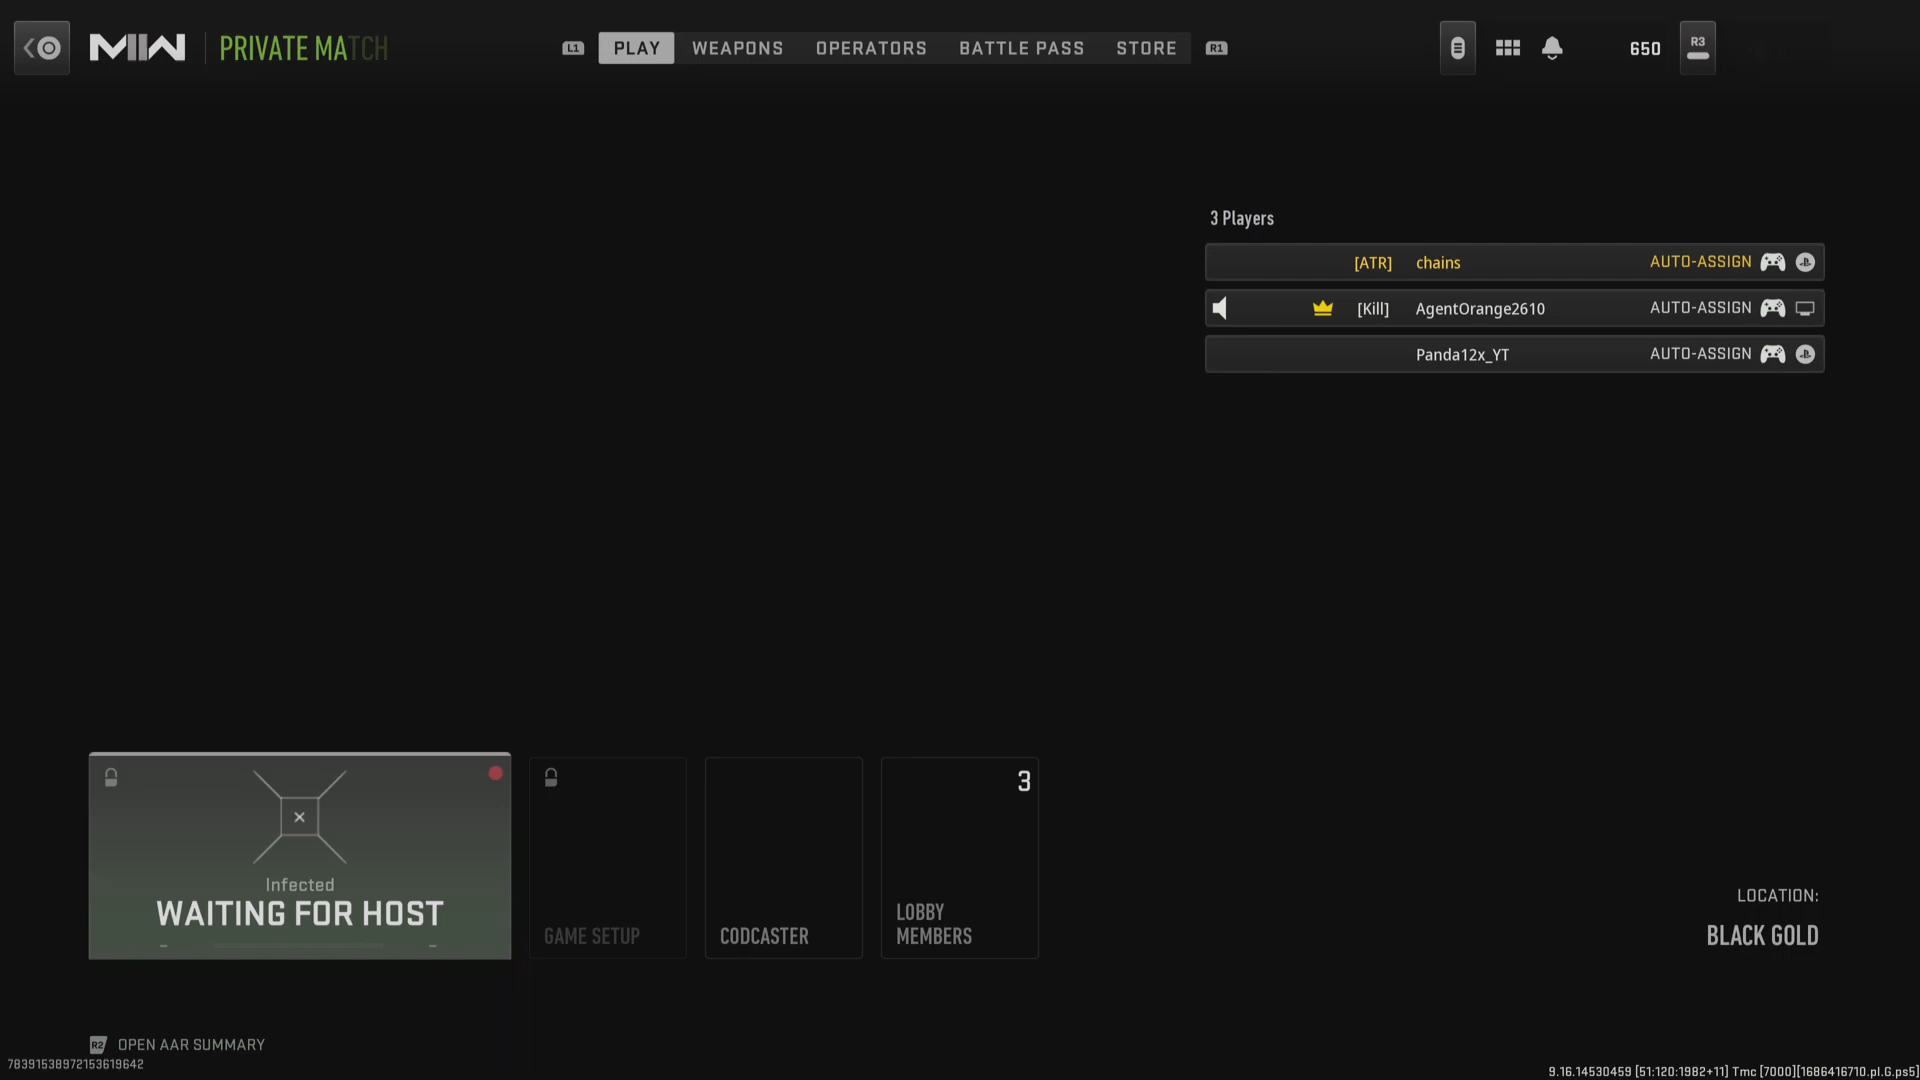 MW PRIVATE MATCH
L1 PLAY WEAPONS OPERATORS BATTLE PASS STORE R1
650 R3
3 Players
[ATR] chains AUTO-ASSIGN
[Kill] AgentOrange2610 AUTO-ASSIGN
Panda12x_YT AUTO-ASSIGN
Infected
WAITING FOR HOST
GAME SETUP
CODCASTER
3
LOBBY
MEMBERS
LOCATION:
BLACK GOLD
R2 OPEN AAR SUMMARY
78391538972153619642
9.16.14530459 [51:120:1982+11] Tmc [7000][1686416710.pl.G.ps5]